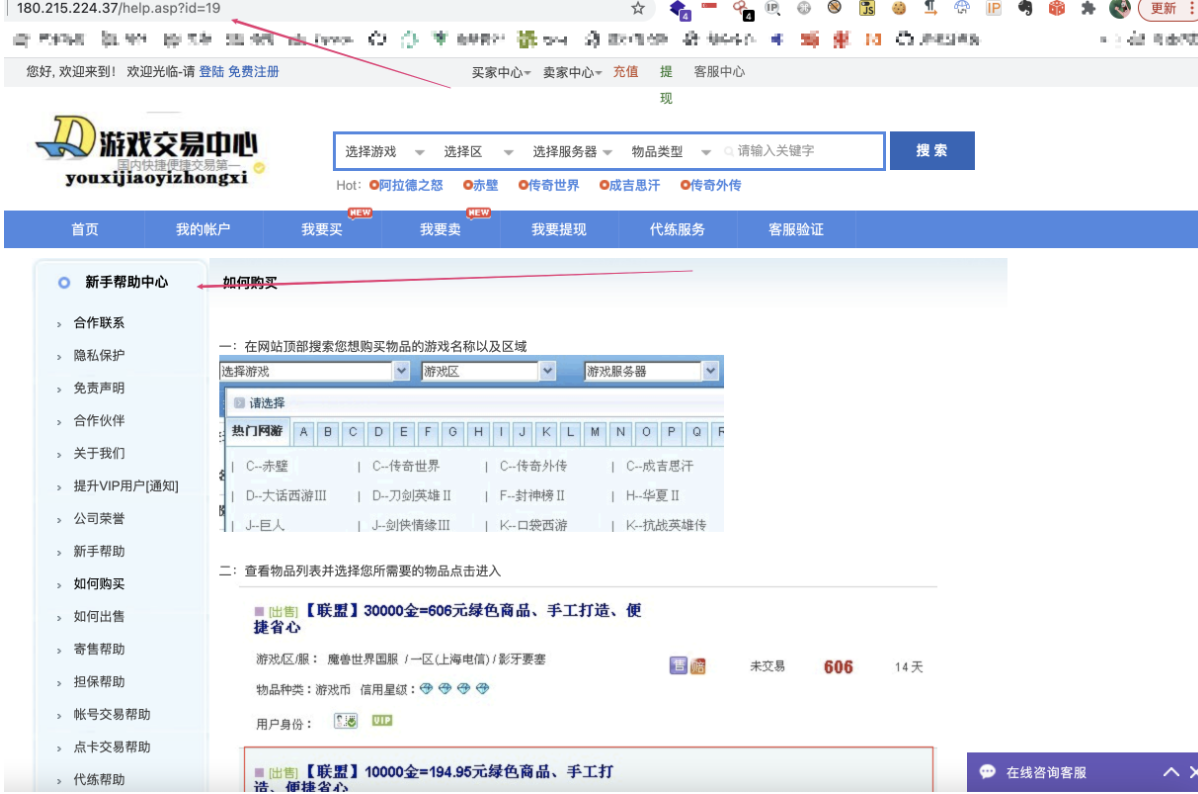 180.215.224.37/help.asp?id=19
更新
您好, 欢迎来到! 欢迎光临-请 登陆 免费注册
买家中心 卖家中心 充值 提现 客服中心
游戏交易中心
国内快捷便捷交易第一
youxijiaoyizhongxi
选择游戏 选择区 选择服务器 物品类型 请输入关键字 搜 索
Hot: 阿拉德之怒 赤壁 传奇世界 成吉思汗 传奇外传
NEW NEW
首页 我的帐户 我要买 我要卖 我要提现 代练服务 客服验证
新手帮助中心
合作联系
隐私保护
免责声明
合作伙伴
关于我们
提升VIP用户[通知]
公司荣誉
新手帮助
如何购买
如何出售
寄售帮助
担保帮助
帐号交易帮助
点卡交易帮助
代练帮助
如何购买
一: 在网站顶部搜索您想购买物品的游戏名称以及区域
选择游戏 游戏区 游戏服务器
请选择
热门网游 A B C D E F G H I J K L M N O P Q R
| C--赤壁 | C--传奇世界 | C--传奇外传 | C--成吉思汗
| D--大话西游III | D--刀剑英雄II | F--封神榜II | H--华夏II
| J--巨人 | J--剑侠情缘III | K--口袋西游 | K--抗战英雄传
二: 查看物品列表并选择您所需要的物品点击进入
[出售]【联盟】30000金=606元绿色商品、手工打造、便
捷省心
游戏/区/服: 魔兽世界国服 /一区(上海电信)/影牙要塞
售 未交易 606 14 天
物品种类:游戏币 信用星级:
用户身份: VIP
[出售]【联盟】10000金=194.95元绿色商品、手工打
造、便捷省心
在线咨询客服